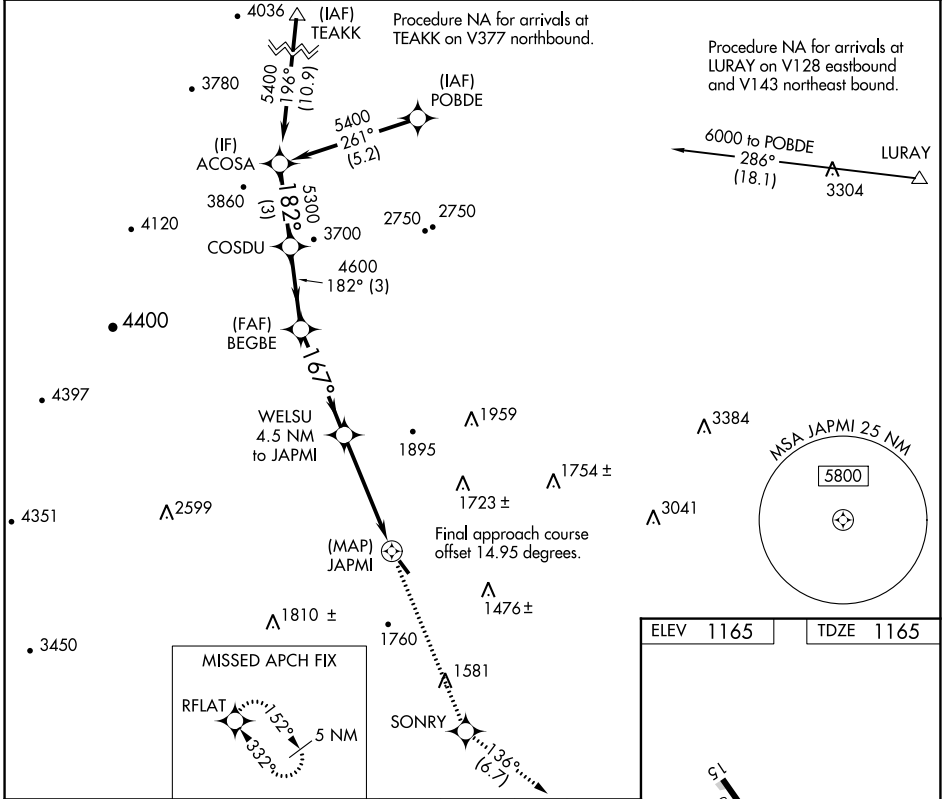 4036
(IAF)
TEAKK
Procedure NA for arrivals at
TEAKK on V377 northbound.
Procedure NA for arrivals at
LURAY on V128 eastbound
and V143 northeast bound.
3780
5400
196°
(10.9)
(IAF)
POBDE
5400
261°
(5.2)
6000 to POBDE
286°
(18.1)
LURAY
3304
(IF)
ACOSA
3860
5300
182°
(3)
4120
2750
2750
3700
COSDU
4600
182° (3)
4400
(FAF)
BEGBE
167°
4397
WELSU
4.5 NM
to JAPMI
1959
1895
3384
MSA JAPMI 25 NM
5800
1754 ±
1723 ±
3041
2599
4351
Final approach course
offset 14.95 degrees.
(MAP)
JAPMI
1476 ±
1810 ±
1760
3450
ELEV 1165
TDZE 1165
MISSED APCH FIX
RFLAT
152°
332°
5 NM
1581
SONRY
136°
(6.7)
15